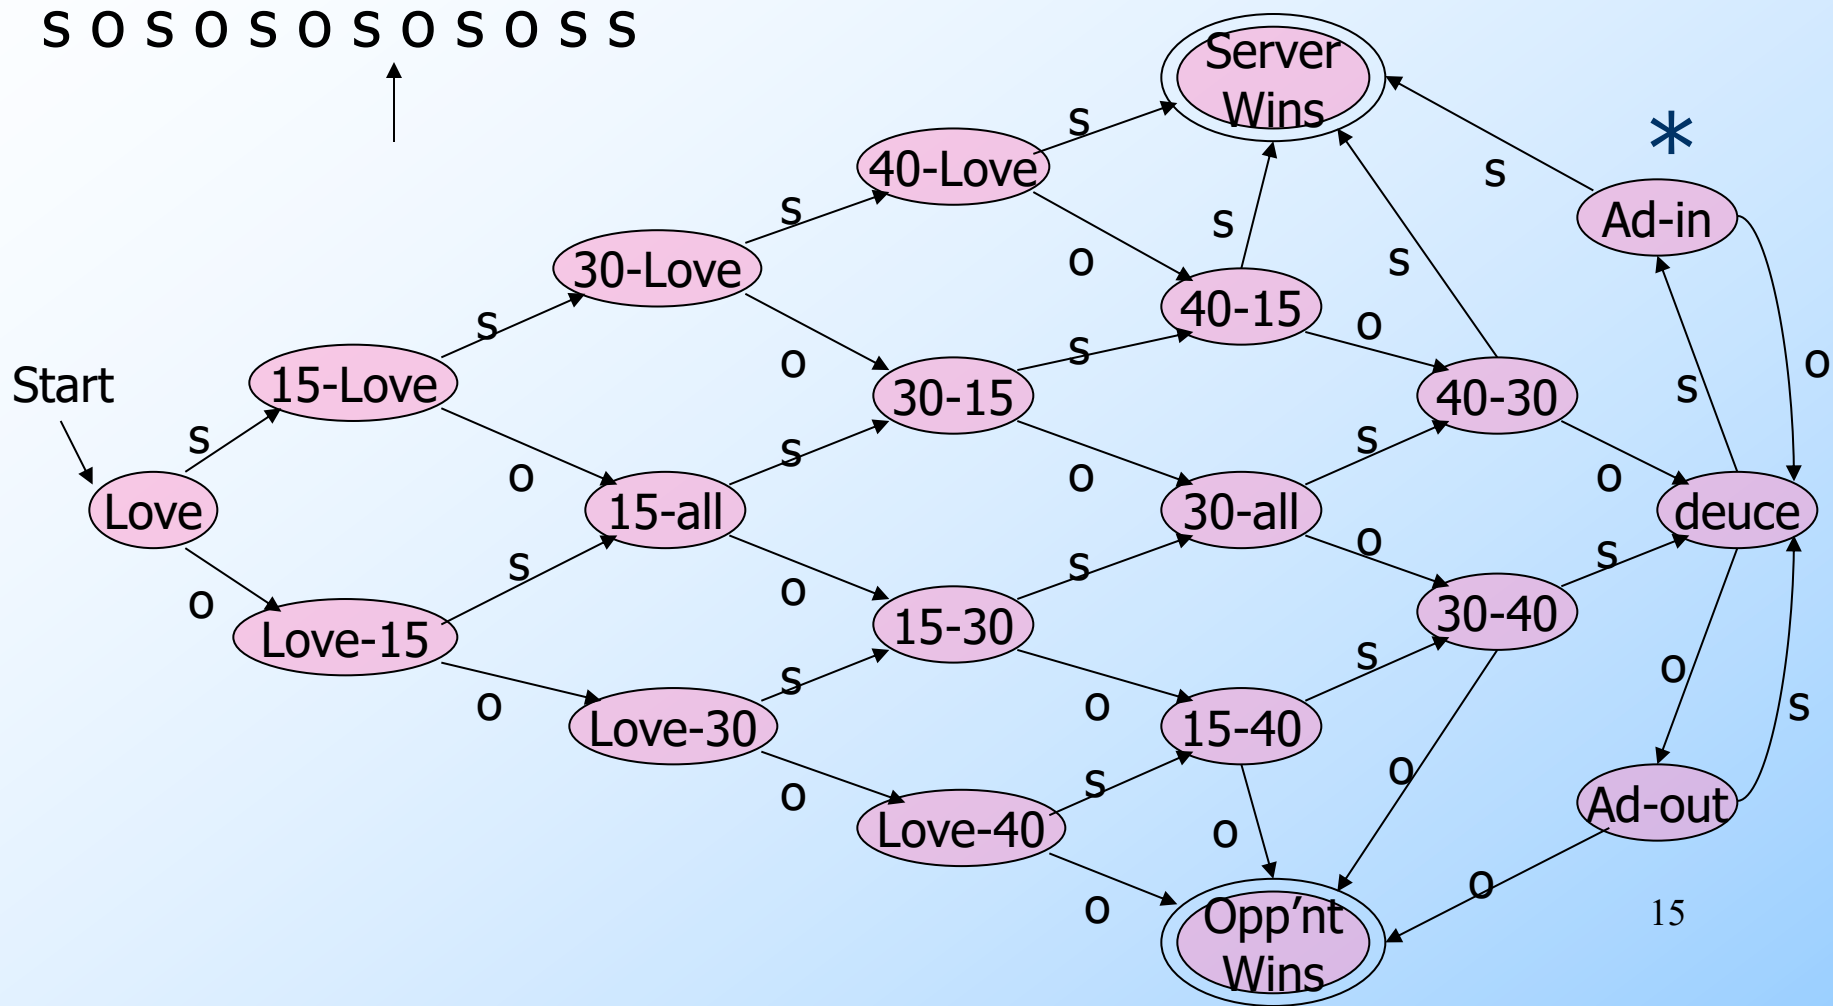 s o s o s o s o s o s s
Server
Wins
*
s
40-Love
s
Ad-in
s
s
30-Love
o
s
40-15
o
s
o
s
o
15-Love
Start
o
30-15
40-30
s
s
s
s
o
o
o
15-all
30-all
Love
deuce
o
s
s
s
o
o
15-30
30-40
Love-15
s
o
s
o
s
o
Love-30
15-40
o
s
o
Love-40
Ad-out
o
o
o
Opp’nt
Wins
15